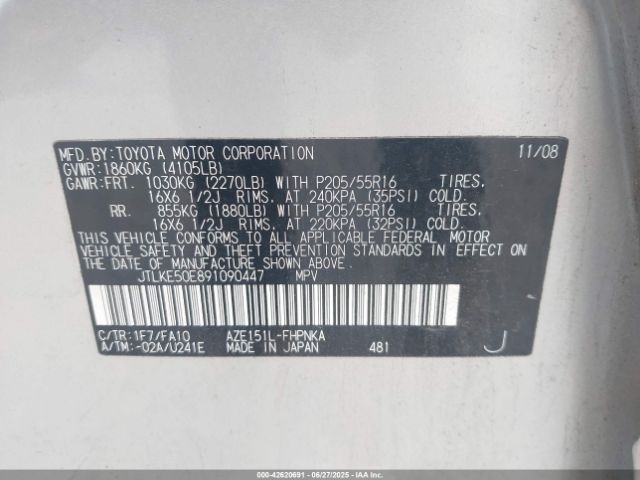 MFD.BY:TOYOTA MOTOR CORPORATION 11/08
GVWR:1860KG (4105LB)
GAWR:FRT. 1030KG (2270LB) WITH P205/55R16 TIRES,
16X6 1/2J RIMS, AT 240KPA (35PSI) COLD.
RR. 855KG (1880LB) WITH P205/55R16 TIRES,
16X6 1/2J RIMS, AT 220KPA (32PSI) COLD.
THIS VEHICLE CONFORMS TO ALL APPLICABLE FEDERAL MOTOR
VEHICLE SAFETY AND THEFT PREVENTION STANDARDS IN EFFECT ON
THE DATE OF MANUFACTURE SHOWN ABOVE.
JTLKE50E891090447 MPV
C/TR:1F7/FA10 AZE151L-FHPNKA
A/TM:-02A/U241E MADE IN JAPAN 481 J
000-42620691 - 06/27/2025 - IAAI.COM